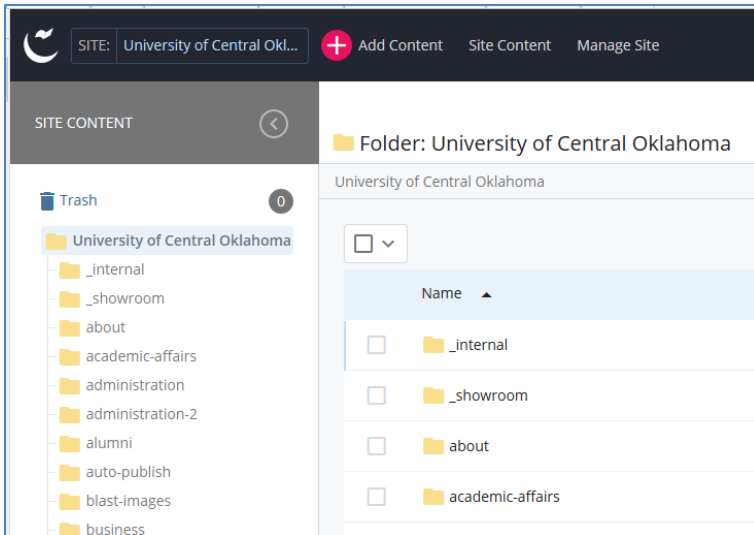 SITE: University of Central Okl... Add Content Site Content Manage Site
SITE CONTENT
Trash 0
University of Central Oklahoma
_internal
_showroom
about
academic-affairs
administration
administration-2
alumni
auto-publish
blast-images
business
Folder: University of Central Oklahoma
University of Central Oklahoma
Name
_internal
_showroom
about
academic-affairs